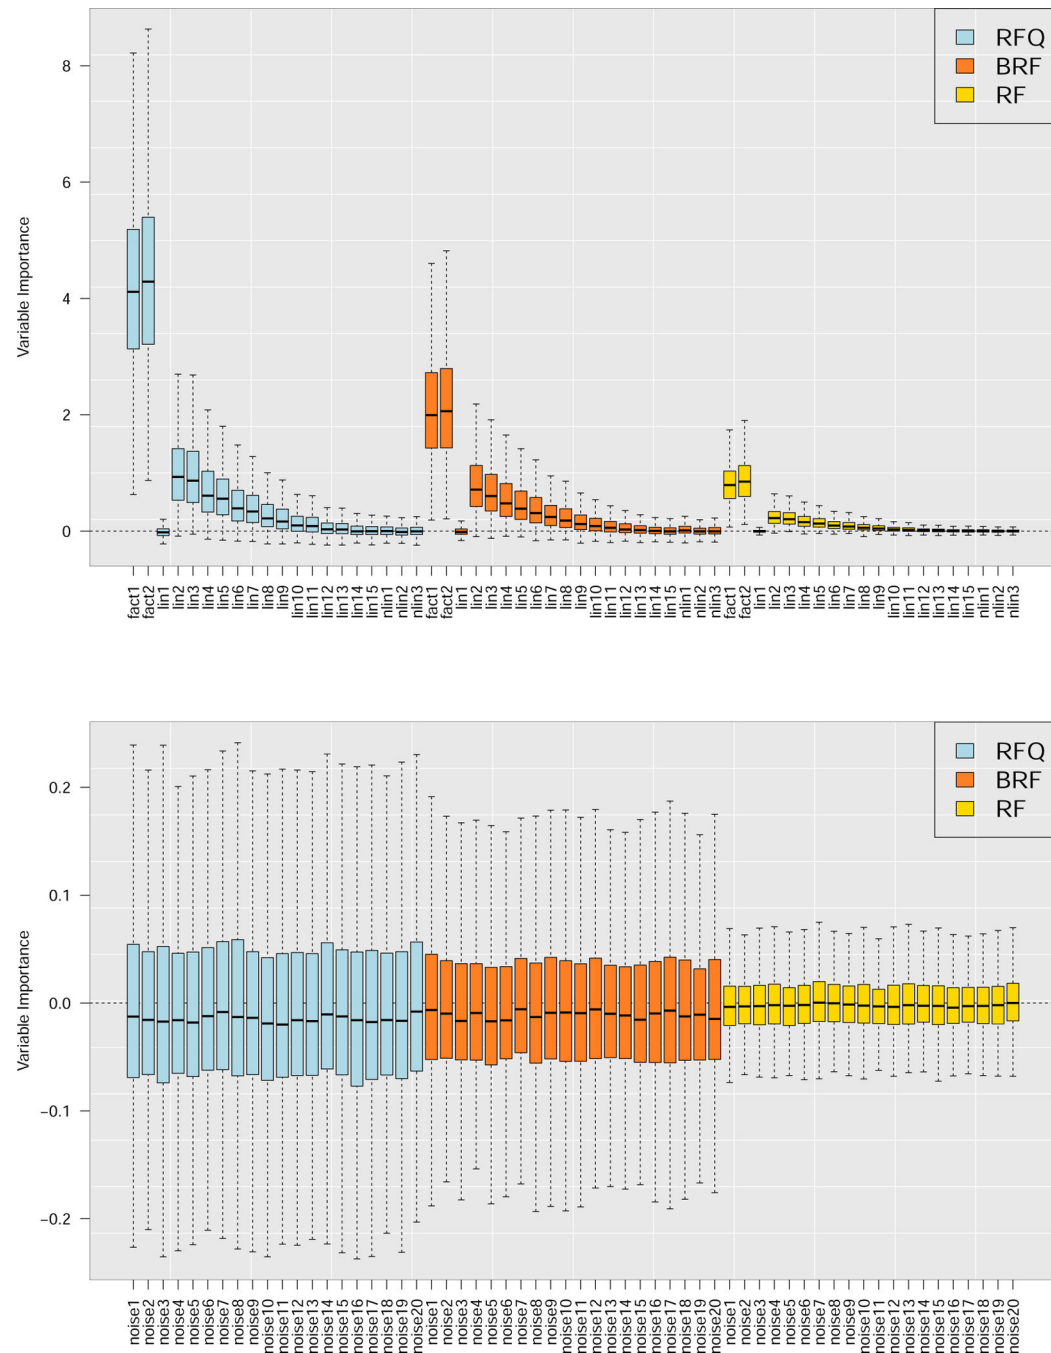 RFQ
BRF
RF
8
6
4
2
0
Variable Importance
fact1 fact2 lin1 lin2 lin3 lin4 lin5 lin6 lin7 lin8 lin9 lin10 lin11 lin12 lin13 lin14 lin15 nlin1 nlin2 nlin3 fact1 fact2 lin1 lin2 lin3 lin4 lin5 lin6 lin7 lin8 lin9 lin10 lin11 lin12 lin13 lin14 lin15 nlin1 nlin2 nlin3 fact1 fact2 lin1 lin2 lin3 lin4 lin5 lin6 lin7 lin8 lin9 lin10 lin11 lin12 lin13 lin14 lin15 nlin1 nlin2 nlin3
RFQ
BRF
RF
0.2
0.1
0.0
−0.1
−0.2
Variable Importance
noise1 noise2 noise3 noise4 noise5 noise6 noise7 noise8 noise9 noise10 noise11 noise12 noise13 noise14 noise15 noise16 noise17 noise18 noise19 noise20 noise1 noise2 noise3 noise4 noise5 noise6 noise7 noise8 noise9 noise10 noise11 noise12 noise13 noise14 noise15 noise16 noise17 noise18 noise19 noise20 noise1 noise2 noise3 noise4 noise5 noise6 noise7 noise8 noise9 noise10 noise11 noise12 noise13 noise14 noise15 noise16 noise17 noise18 noise19 noise20